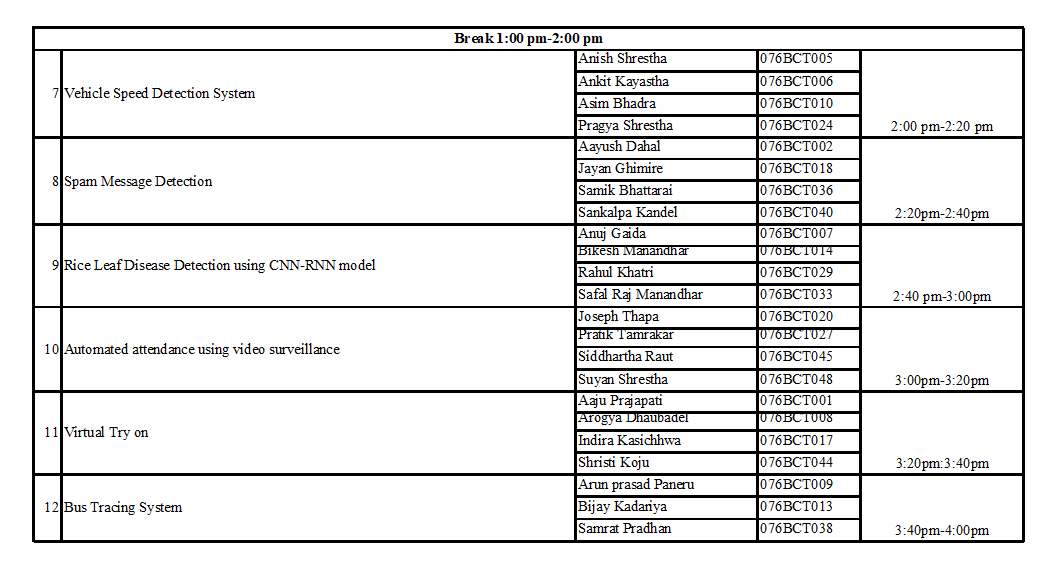 Break 1:00 pm-2:00 pm
7 Vehicle Speed Detection System
Anish Shrestha 076BCT005
Ankit Kayastha 076BCT006
Asim Bhadra 076BCT010
Pragya Shrestha 076BCT024
2:00 pm-2:20 pm
8 Spam Message Detection
Aayush Dahal 076BCT002
Jayan Ghimire 076BCT018
Samik Bhattarai 076BCT036
Sankalpa Kandel 076BCT040
2:20pm-2:40pm
9 Rice Leaf Disease Detection using CNN-RNN model
Anuj Gaida 076BCT007
Bikesh Manandhar 076BCT014
Rahul Khatri 076BCT029
Safal Raj Manandhar 076BCT033
2:40 pm-3:00pm
10 Automated attendance using video surveillance
Joseph Thapa 076BCT020
Pratik Tamrakar 076BCT027
Siddhartha Raut 076BCT045
Suyan Shrestha 076BCT048
3:00pm-3:20pm
11 Virtual Try on
Aaju Prajapati 076BCT001
Arogya Dhaubadel 076BCT008
Indira Kasichhwa 076BCT017
Shristi Koju 076BCT044
3:20pm:3:40pm
12 Bus Tracing System
Arun prasad Paneru 076BCT009
Bijay Kadariya 076BCT013
Samrat Pradhan 076BCT038
3:40pm-4:00pm